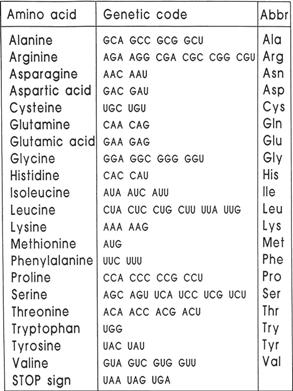 Amino acid Genetic code Abbr
Alanine GCA GCC GCG GCU Ala
Arginine AGA AGG CGA CGC CGG CGU Arg
Asparagine AAC AAU Asn
Aspartic acid GAC GAU Asp
Cysteine UGC UGU Cys
Glutamine CAA CAG Gln
Glutamic acid GAA GAG Glu
Glycine GGA GGC GGG GGU Gly
Histidine CAC CAU His
Isoleucine AUA AUC AUU Ile
Leucine CUA CUC CUG CUU UUA UUG Leu
Lysine AAA AAG Lys
Methionine AUG Met
Phenylalanine UUC UUU Phe
Proline CCA CCC CCG CCU Pro
Serine AGC AGU UCA UCC UCG UCU Ser
Threonine ACA ACC ACG ACU Thr
Tryptophan UGG Try
Tyrosine UAC UAU Tyr
Valine GUA GUC GUG GUU Val
STOP sign UAA UAG UGA